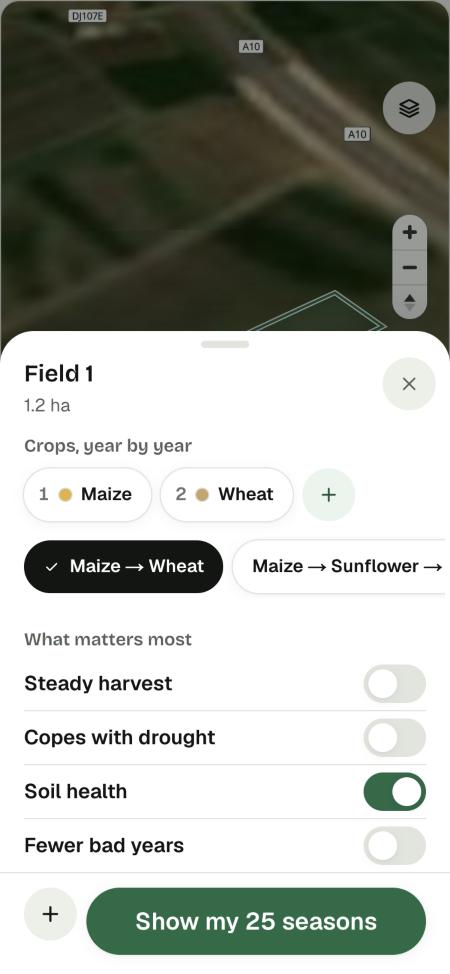 DJ107E
A10
A10
Field 1
1.2 ha
Crops, year by year
1 Maize
2 Wheat
+
✓ Maize → Wheat
Maize → Sunflower →
What matters most
Steady harvest
Copes with drought
Soil health
Fewer bad years
+ Show my 25 seasons